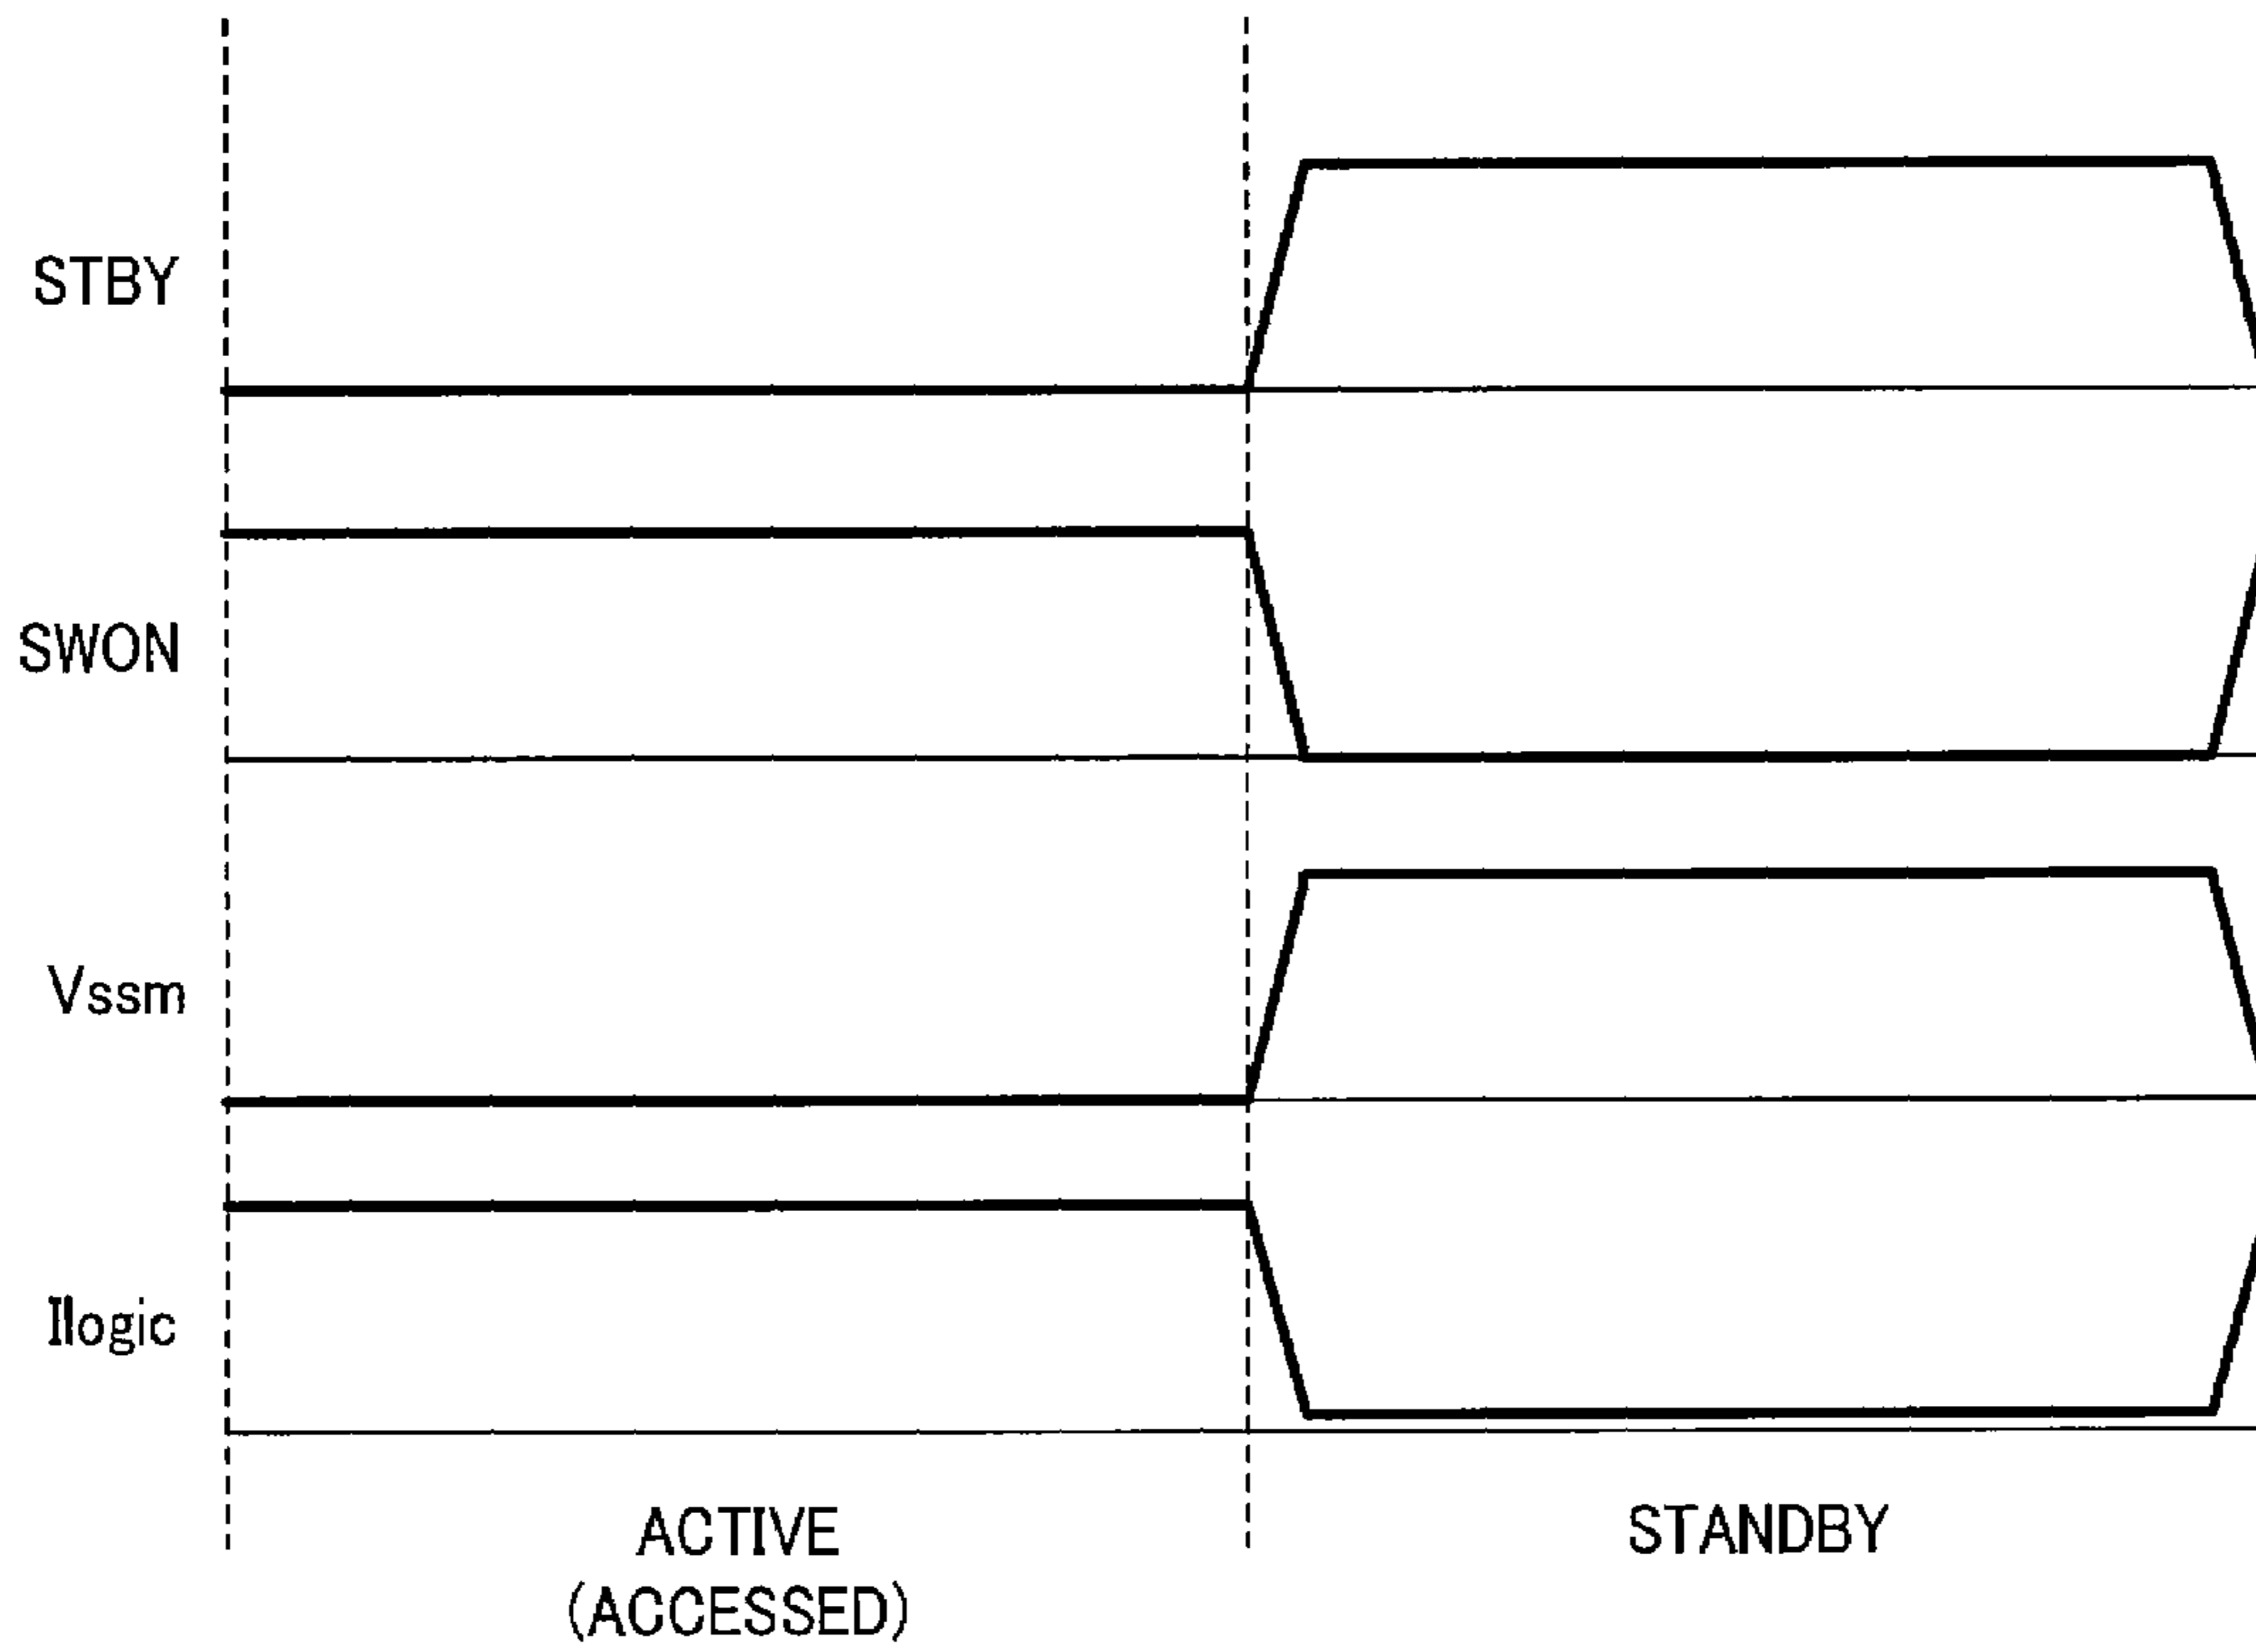 STBY
SWON
Vssm
Ilogic
ACTIVE
(ACCESSED)
STANDBY